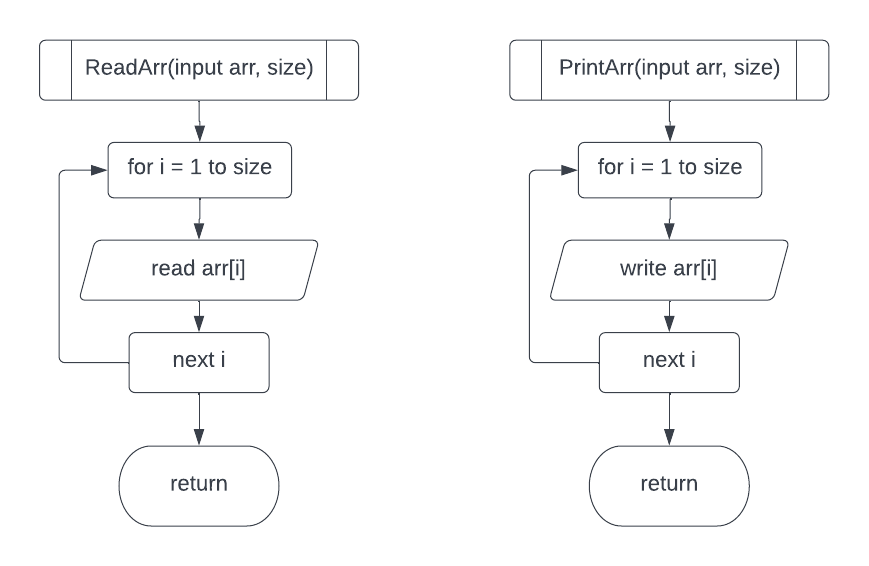 ReadArr(input arr, size)
for i = 1 to size
read arr[i]
next i
return
PrintArr(input arr, size)
for i = 1 to size
write arr[i]
next i
return